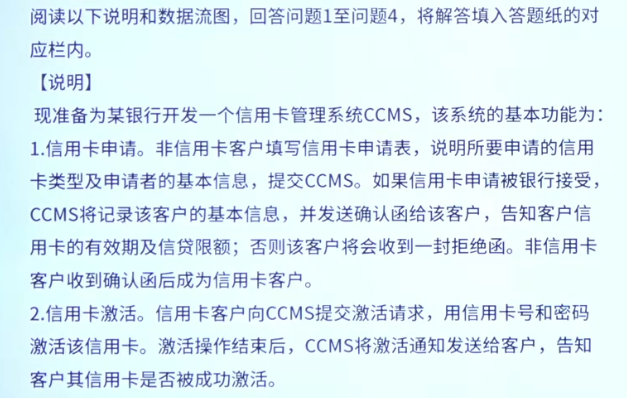 阅读以下说明和数据流图，回答问题1至问题4，将解答填入答题纸的对
应栏内。
【说明】
现准备为某银行开发一个信用卡管理系统CCMS，该系统的基本功能为：
1.信用卡申请。非信用卡客户填写信用卡申请表，说明所要申请的信用
卡类型及申请者的基本信息，提交CCMS。如果信用卡申请被银行接受，
CCMS将记录该客户的基本信息，并发送确认函给该客户，告知客户信
用卡的有效期及信贷限额；否则该客户将会收到一封拒绝函。非信用卡
客户收到确认函后成为信用卡客户。
2.信用卡激活。信用卡客户向CCMS提交激活请求，用信用卡号和密码
激活该信用卡。激活操作结束后，CCMS将激活通知发送给客户，告知
客户其信用卡是否被成功激活。